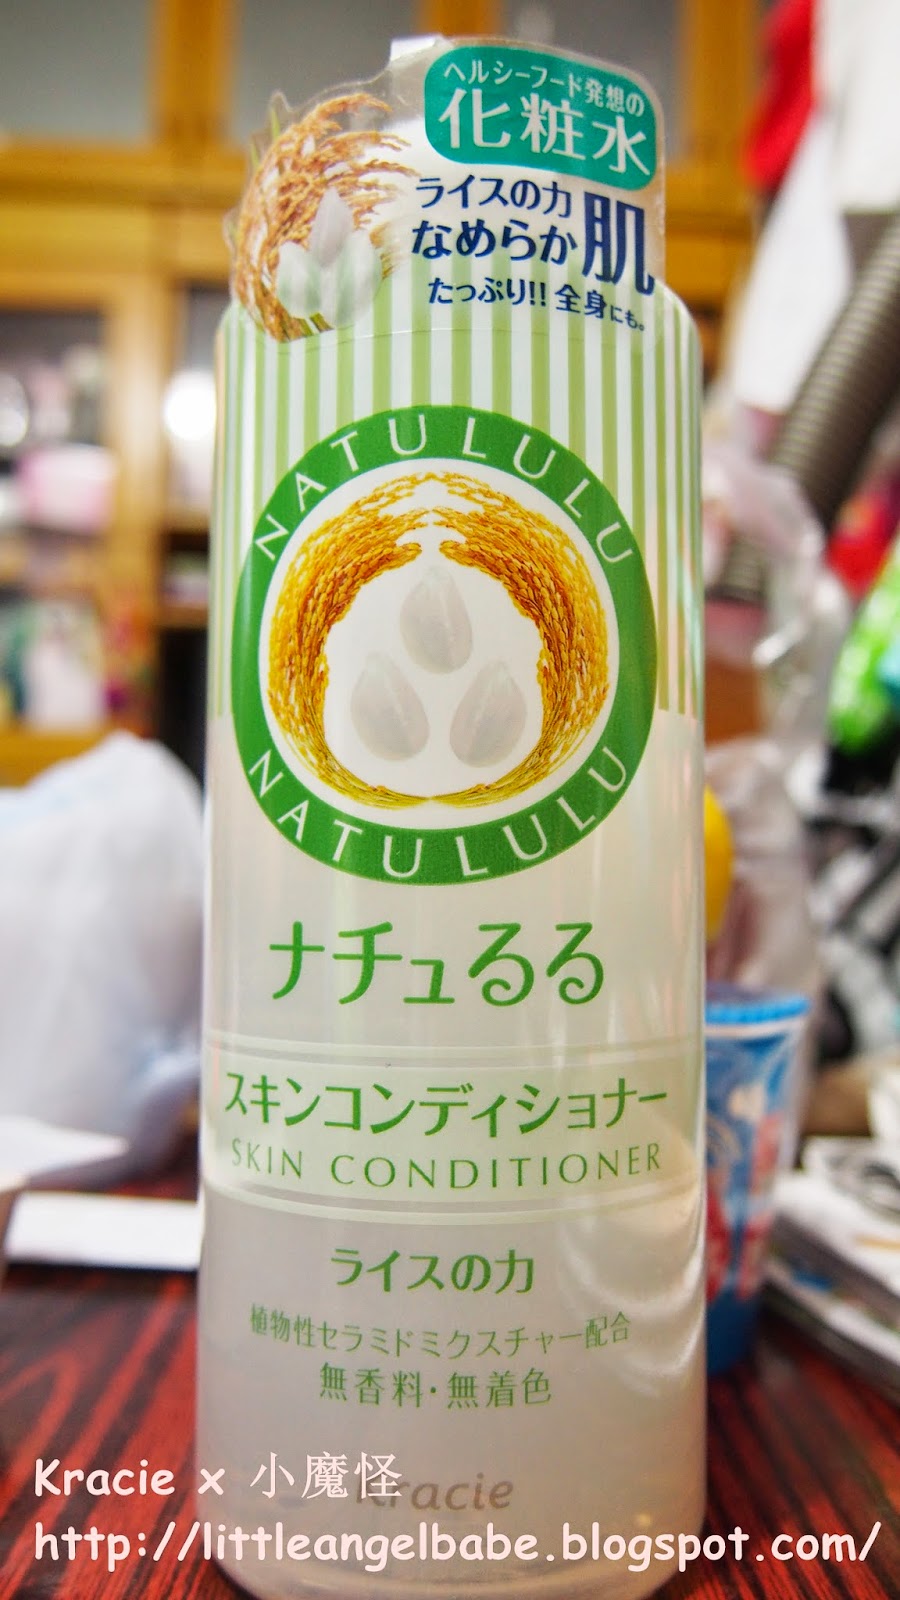 ヘルシーフード発想の
化粧水
ライスの力
なめらか肌
たっぷり!! 全身にも。
NATULULU
NATULULU
ナチュるる
スキンコンディショナー
SKIN CONDITIONER
ライスの力
植物性セラミドミクスチャー配合
無香料・無着色
Kracie
Kracie x 小魔怪
http://littleangelbabe.blogspot.com/